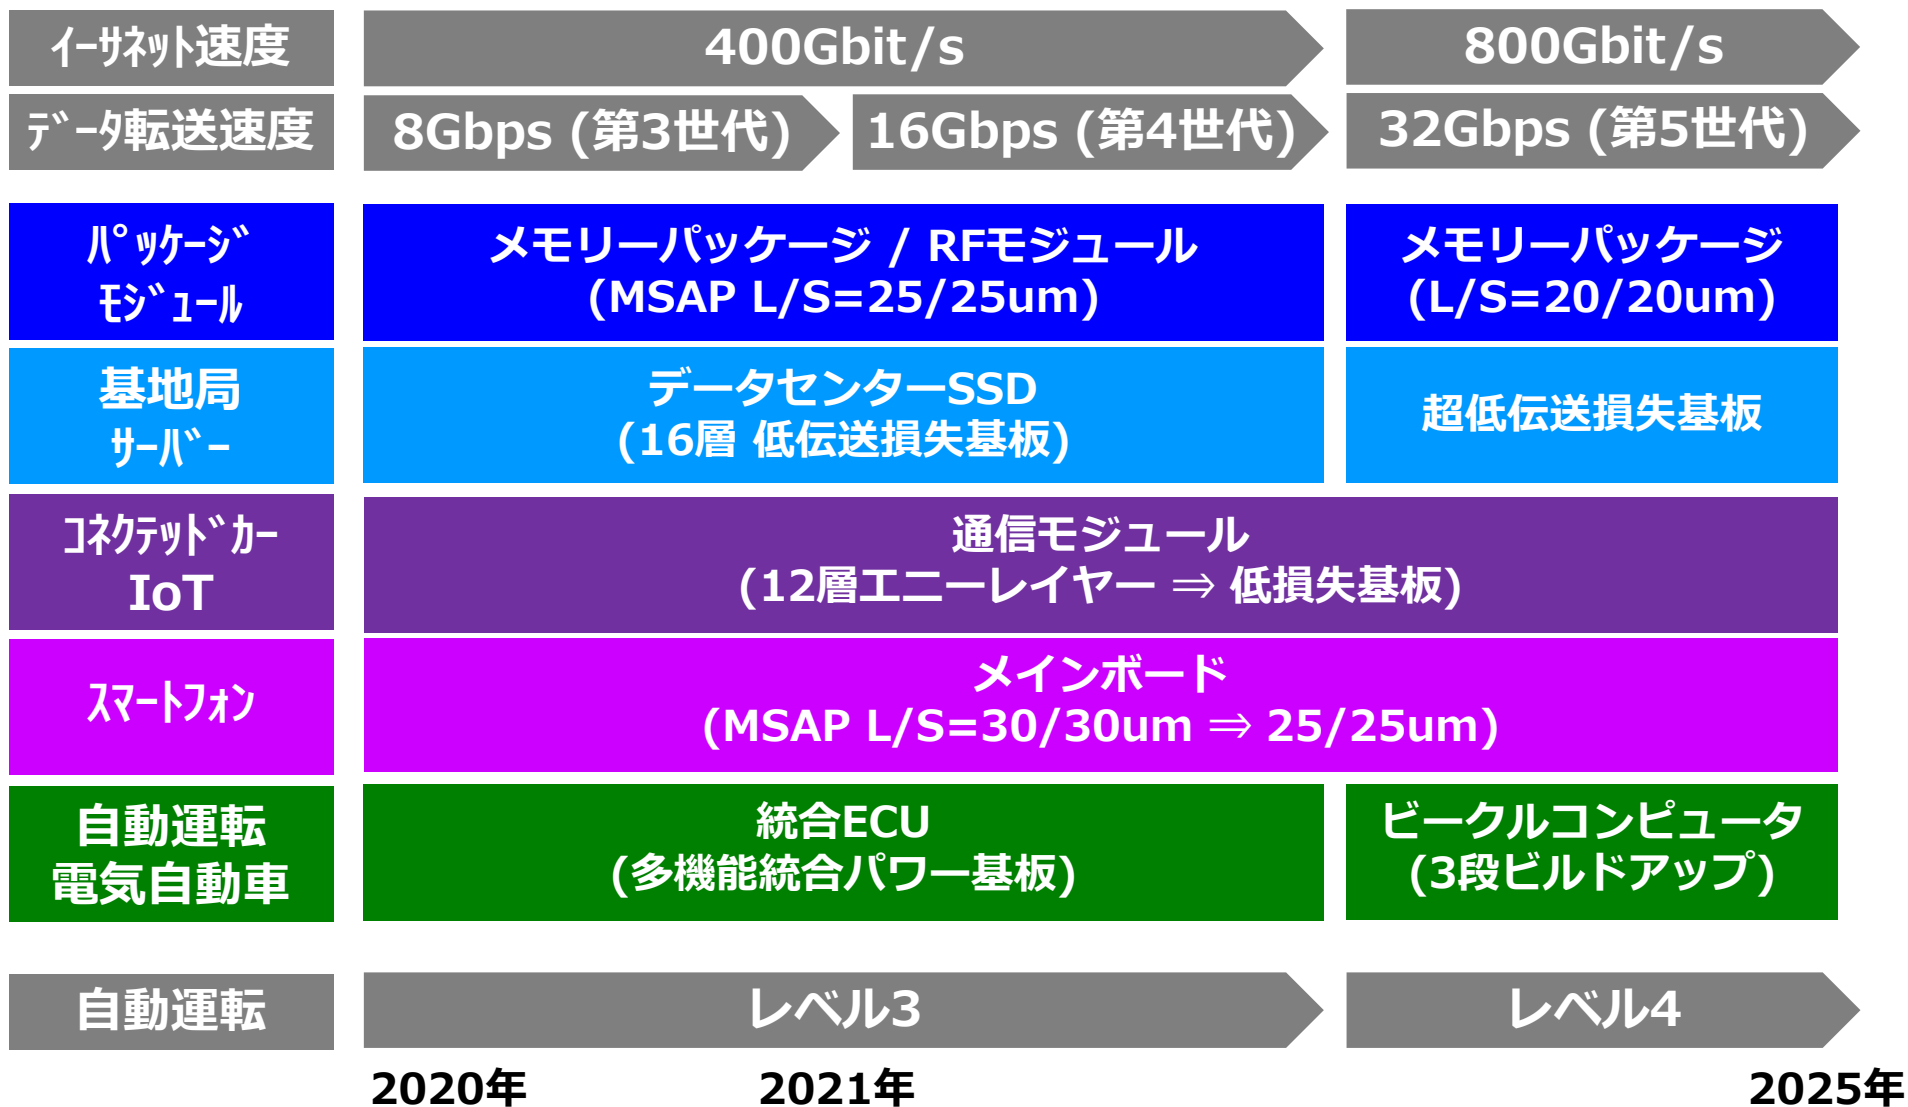 ｲｰｻﾈｯﾄ速度
400Gbit/s
800Gbit/s
ﾃﾞｰﾀ転送速度
8Gbps (第3世代)
16Gbps (第4世代)
32Gbps (第5世代)
ﾊﾟｯｹｰｼﾞ
ﾓｼﾞｭｰﾙ
メモリーパッケージ / RFモジュール
(MSAP L/S=25/25um)
メモリーパッケージ
(L/S=20/20um)
基地局
ｻｰﾊﾞｰ
データセンターSSD
(16層 低伝送損失基板)
超低伝送損失基板
ｺﾈｸﾃｯﾄﾞｶｰ
IoT
通信モジュール
(12層エニーレイヤー ⇒ 低損失基板)
ｽﾏｰﾄﾌｫﾝ
メインボード
(MSAP L/S=30/30um ⇒ 25/25um)
自動運転
電気自動車
統合ECU
(多機能統合パワー基板)
ビークルコンピュータ
(3段ビルドアップ)
自動運転
レベル3
レベル4
2020年
2021年
2025年